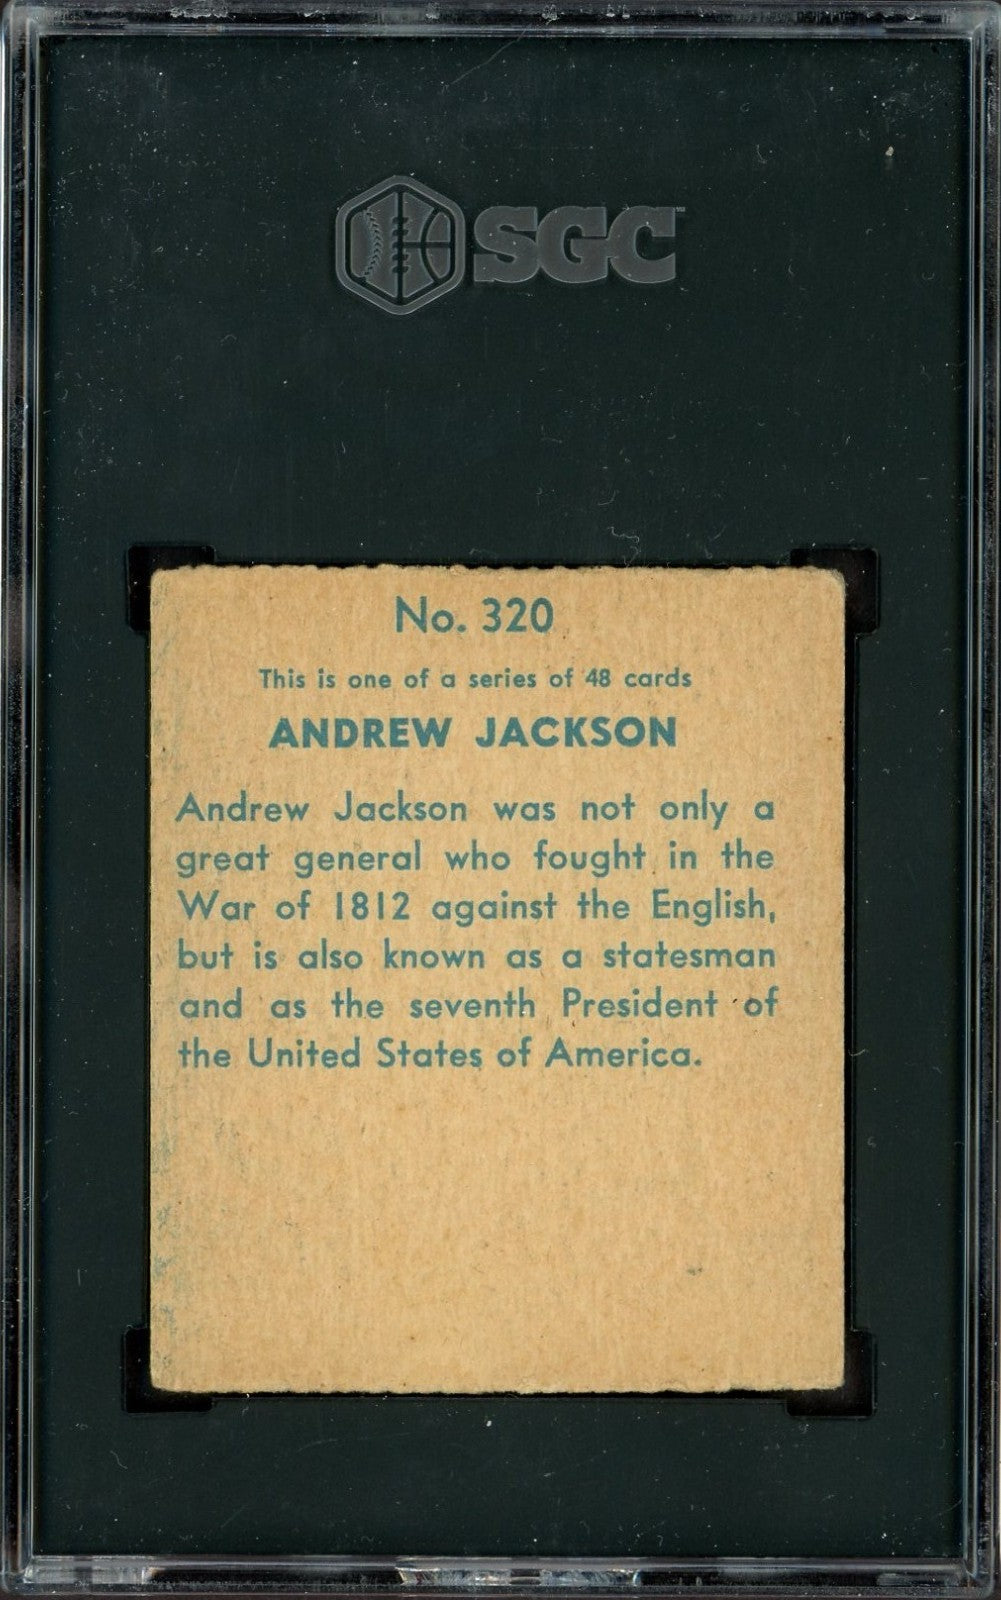 SGC™
No. 320
This is one of a series of 48 cards
ANDREW JACKSON
Andrew Jackson was not only a
great general who fought in the
War of 1812 against the English,
but is also known as a statesman
and as the seventh President of
the United States of America.